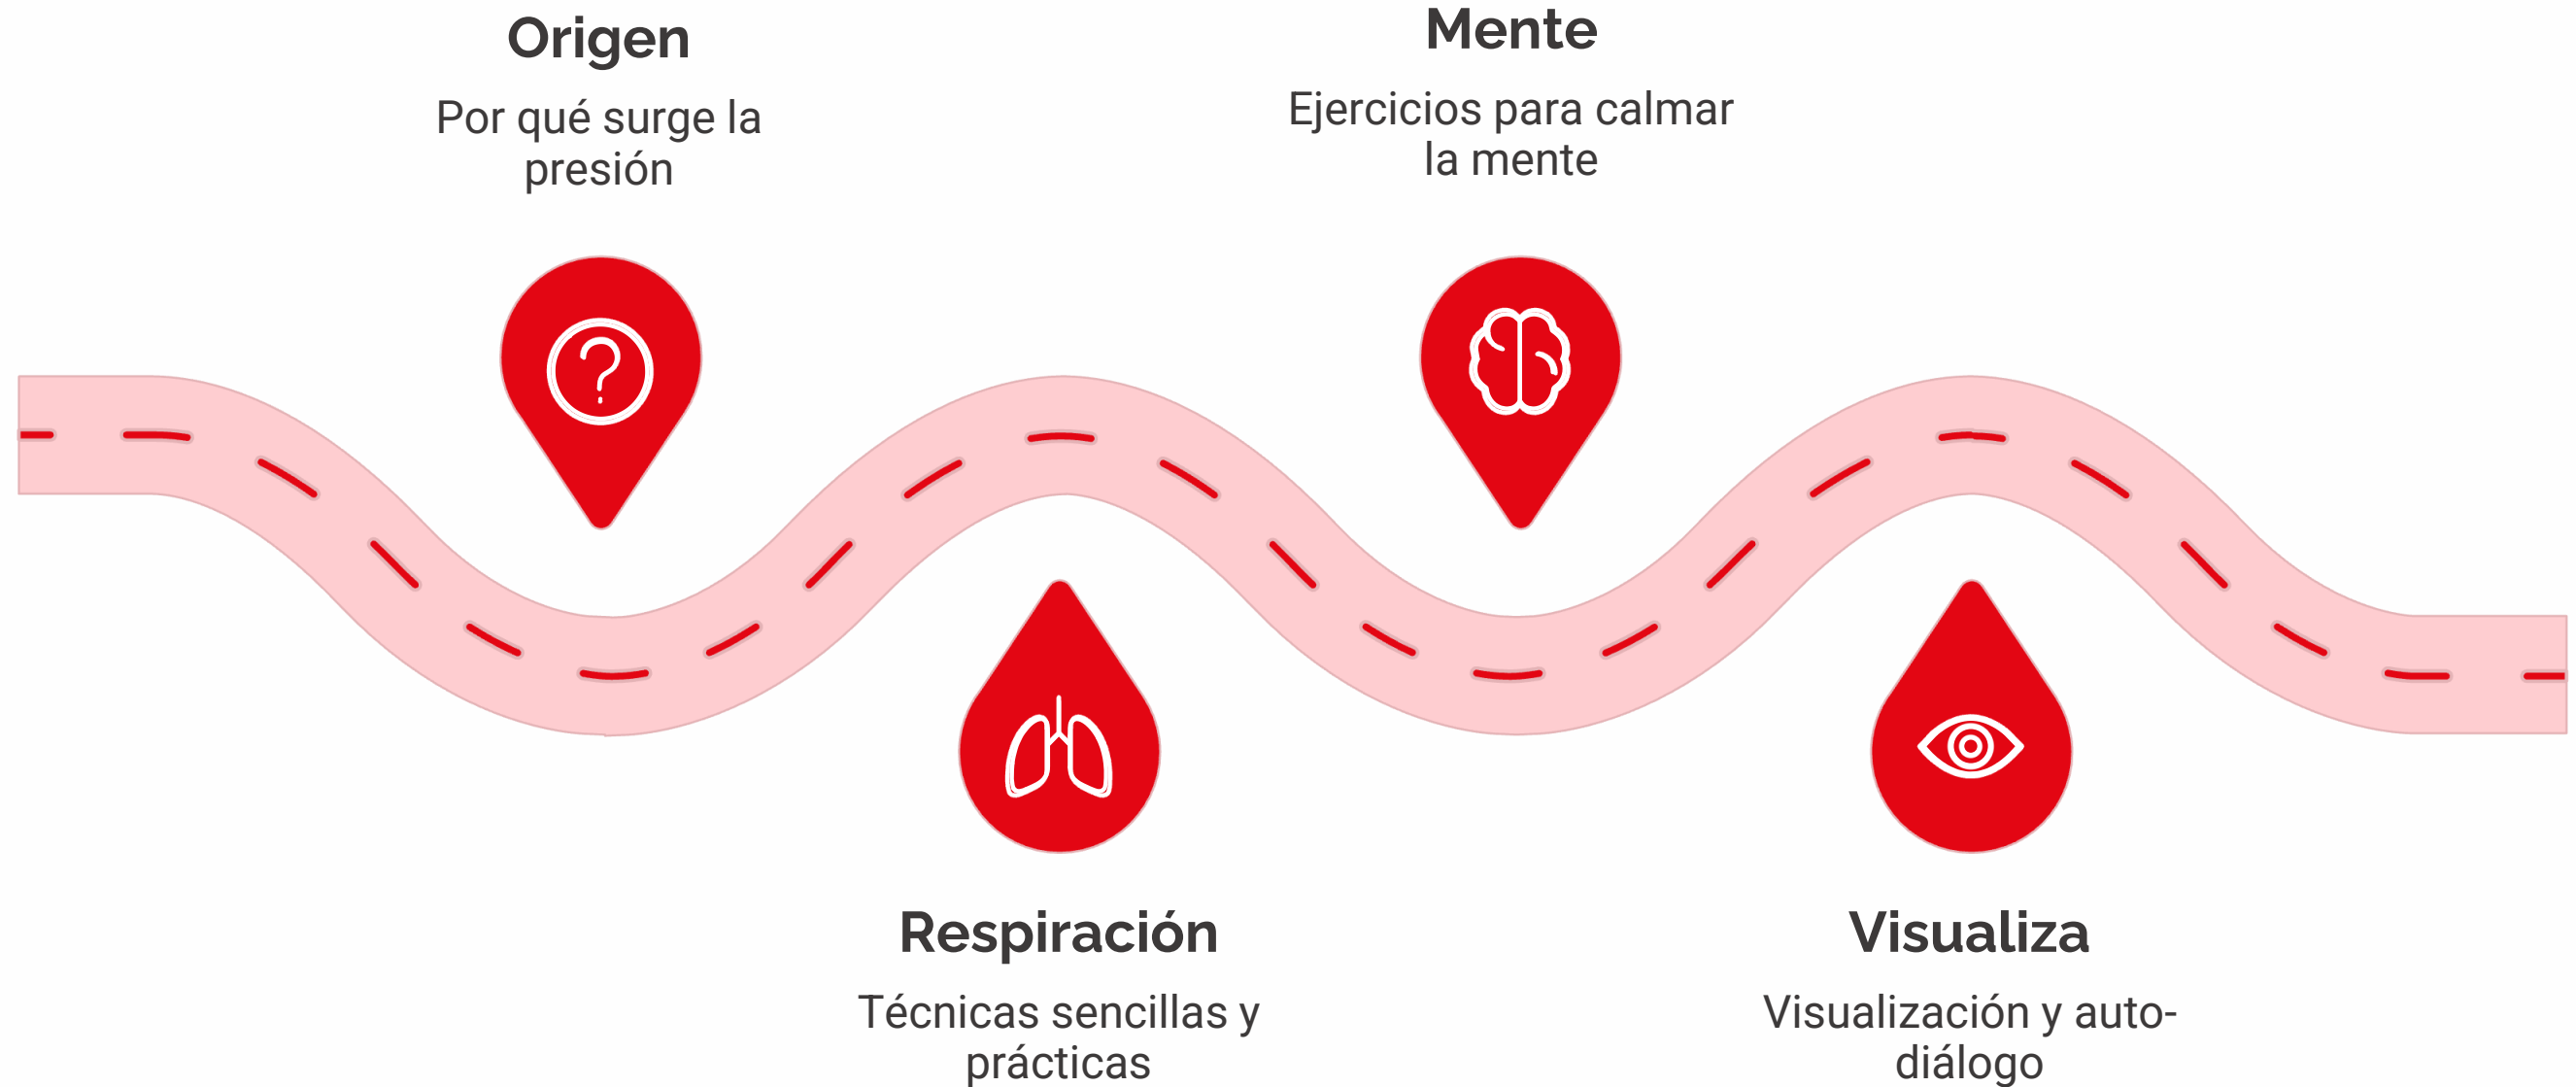 Origen
Por qué surge la
presión
Mente
Ejercicios para calmar
la mente
?
Respiración
Técnicas sencillas y
prácticas
Visualiza
Visualización y auto-
diálogo